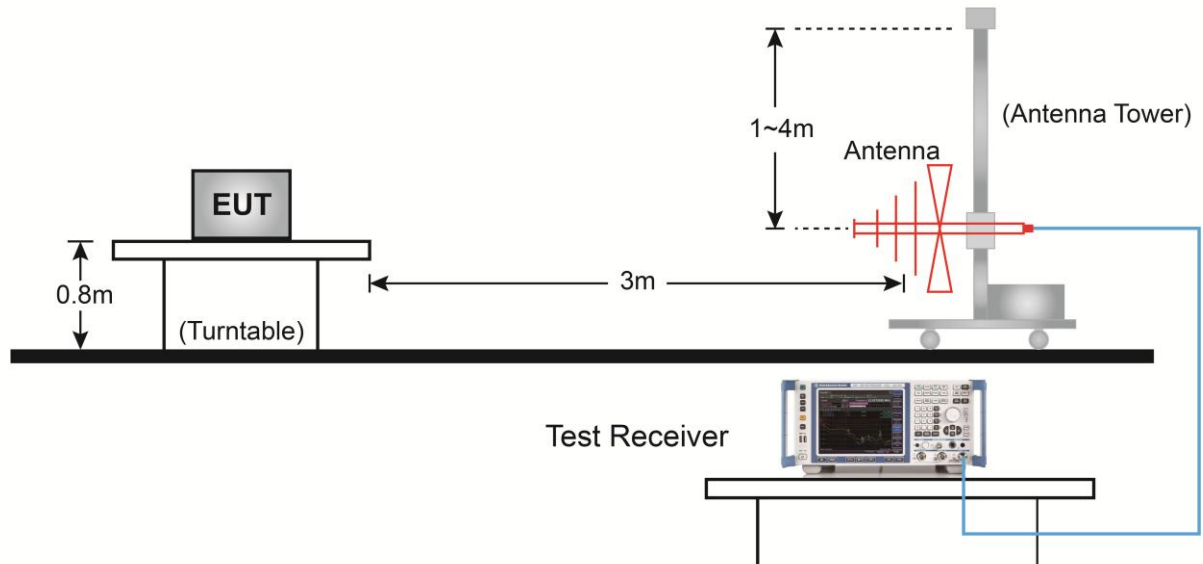 1~4m
(Antenna Tower)
Antenna
EUT
0.8m
3m
(Turntable)
Test Receiver